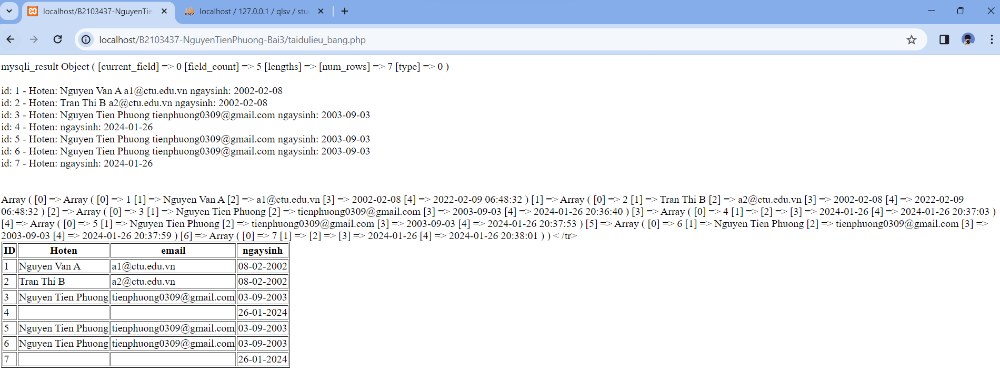 localhost/B2103437-NguyenTie
localhost / 127.0.0.1 / qlsv / stu
localhost/B2103437-NguyenTienPhuong-Bai3/taidulieu_bang.php
mysqli_result Object ( [current_field] => 0 [field_count] => 5 [lengths] => [num_rows] => 7 [type] => 0 )
id: 1 - Hoten: Nguyen Van A a1@ctu.edu.vn ngaysinh: 2002-02-08
id: 2 - Hoten: Tran Thi B a2@ctu.edu.vn ngaysinh: 2002-02-08
id: 3 - Hoten: Nguyen Tien Phuong tienphuong0309@gmail.com ngaysinh: 2003-09-03
id: 4 - Hoten: ngaysinh: 2024-01-26
id: 5 - Hoten: Nguyen Tien Phuong tienphuong0309@gmail.com ngaysinh: 2003-09-03
id: 6 - Hoten: Nguyen Tien Phuong tienphuong0309@gmail.com ngaysinh: 2003-09-03
id: 7 - Hoten: ngaysinh: 2024-01-26
Array ( [0] => Array ( [0] => 1 [1] => Nguyen Van A [2] => a1@ctu.edu.vn [3] => 2002-02-08 [4] => 2022-02-09 06:48:32 ) [1] => Array ( [0] => 2 [1] => Tran Thi B [2] => a2@ctu.edu.vn [3] => 2002-02-08 [4] => 2022-02-09
06:48:32 ) [2] => Array ( [0] => 3 [1] => Nguyen Tien Phuong [2] => tienphuong0309@gmail.com [3] => 2003-09-03 [4] => 2024-01-26 20:36:40 ) [3] => Array ( [0] => 4 [1] => [2] => [3] => 2024-01-26 [4] => 2024-01-26 20:37:03 )
[4] => Array ( [0] => 5 [1] => Nguyen Tien Phuong [2] => tienphuong0309@gmail.com [3] => 2003-09-03 [4] => 2024-01-26 20:37:53 ) [5] => Array ( [0] => 6 [1] => Nguyen Tien Phuong [2] => tienphuong0309@gmail.com [3] =>
2003-09-03 [4] => 2024-01-26 20:37:59 ) [6] => Array ( [0] => 7 [1] => [2] => [3] => 2024-01-26 [4] => 2024-01-26 20:38:01 ) ) < /tr>
ID Hoten email ngaysinh
1 Nguyen Van A a1@ctu.edu.vn 08-02-2002
2 Tran Thi B a2@ctu.edu.vn 08-02-2002
3 Nguyen Tien Phuong tienphuong0309@gmail.com 03-09-2003
4 26-01-2024
5 Nguyen Tien Phuong tienphuong0309@gmail.com 03-09-2003
6 Nguyen Tien Phuong tienphuong0309@gmail.com 03-09-2003
7 26-01-2024